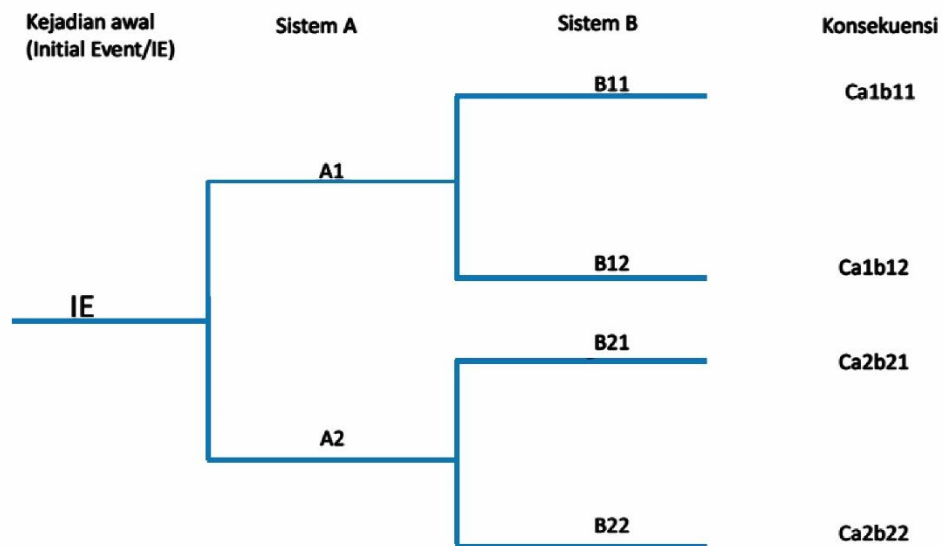 Kejadian awal
(Initial Event/IE)
Sistem A
Sistem B
Konsekuensi
B11
Ca1b11
A1
B12
Ca1b12
IE
B21
Ca2b21
A2
B22
Ca2b22